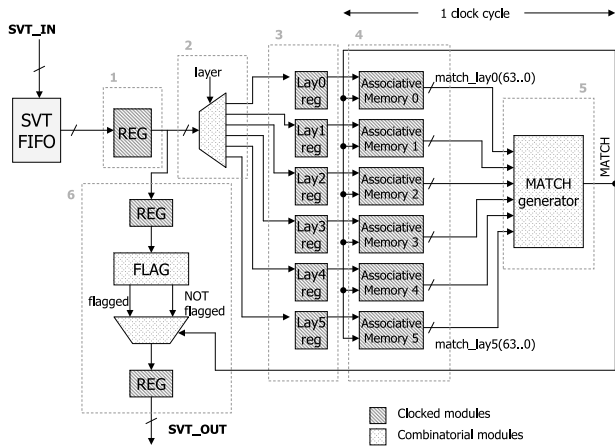 1 clock cycle
SVT_IN
1
2
3
4
5
6
layer
SVT
FIFO
REG
Lay0
reg
Lay1
reg
Lay2
reg
Lay3
reg
Lay4
reg
Lay5
reg
Associative
Memory 0
Associative
Memory 1
Associative
Memory 2
Associative
Memory 3
Associative
Memory 4
Associative
Memory 5
match_lay0(63..0)
match_lay5(63..0)
MATCH
generator
MATCH
REG
FLAG
flagged
NOT
flagged
REG
SVT_OUT
Clocked modules
Combinatorial modules